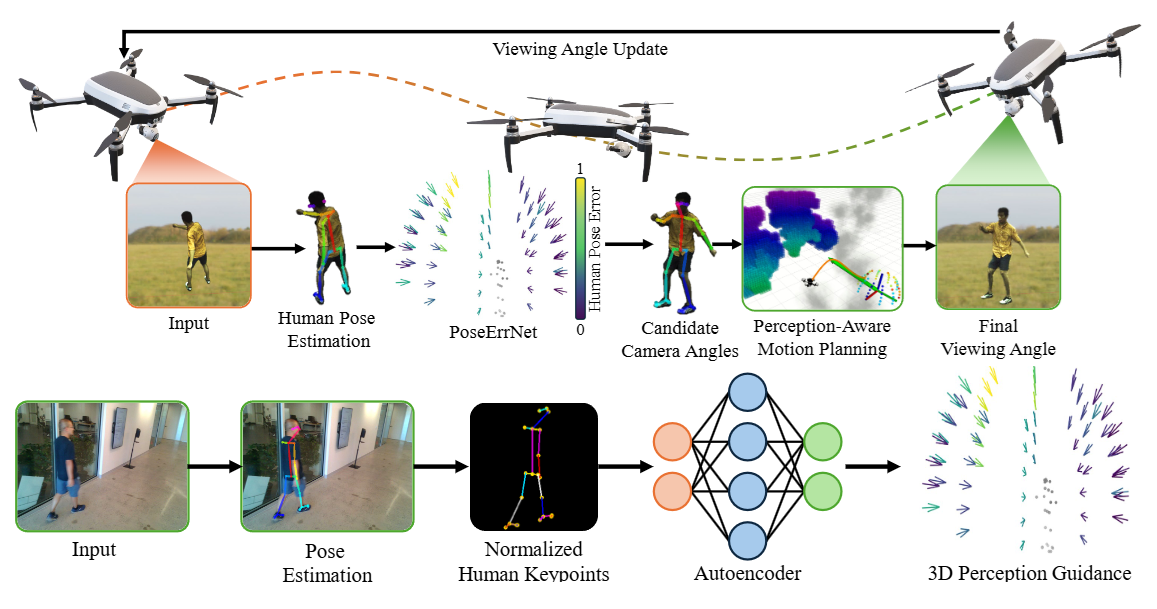 Viewing Angle Update
Input
Human Pose
Estimation
PoseErrNet
1
Human Pose Error
0
Candidate
Camera Angles
Perception-Aware
Motion Planning
Final
Viewing Angle
Input
Pose
Estimation
Normalized
Human Keypoints
Autoencoder
3D Perception Guidance